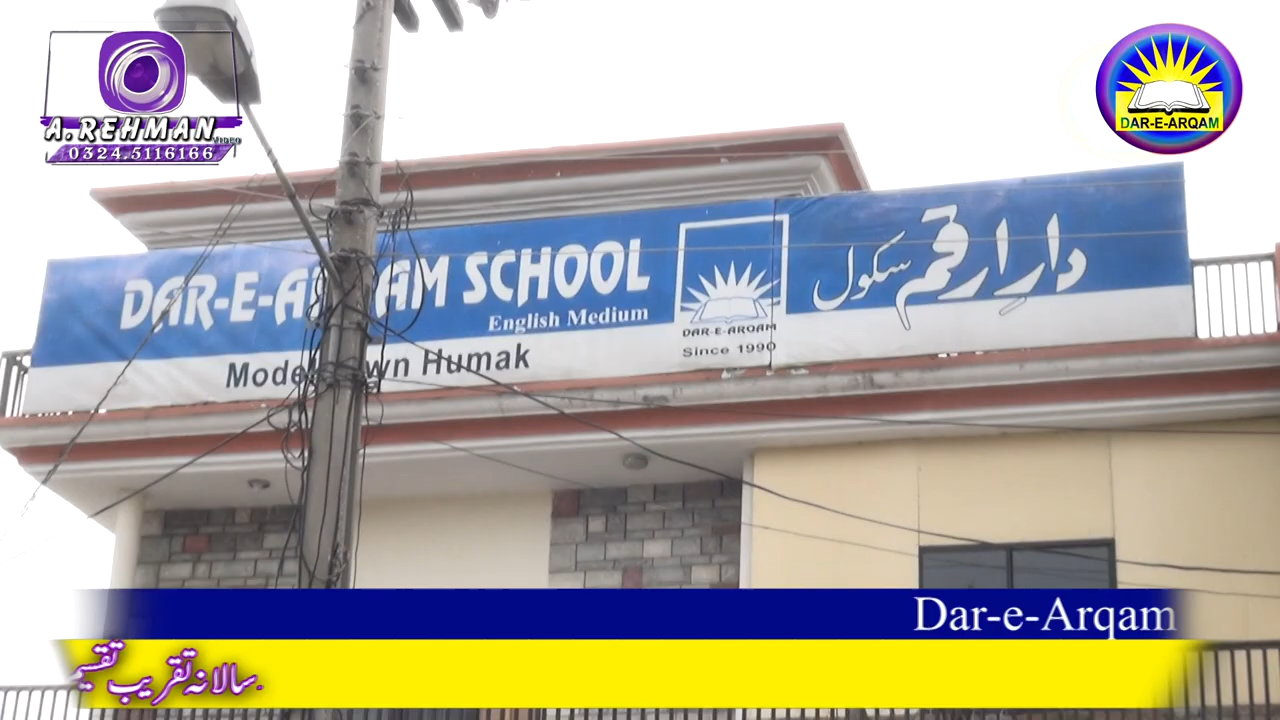 A.REHMAN
VIDEO
0324.5116166
DAR-E-ARQAM
DAR-E-A AM SCHOOL
English Medium
Mode wn Humak
DAR-E-ARQAM
Since 1990
دار ارقم سکول
Dar-e-Arqam
سالانہ تقریب تقسیم